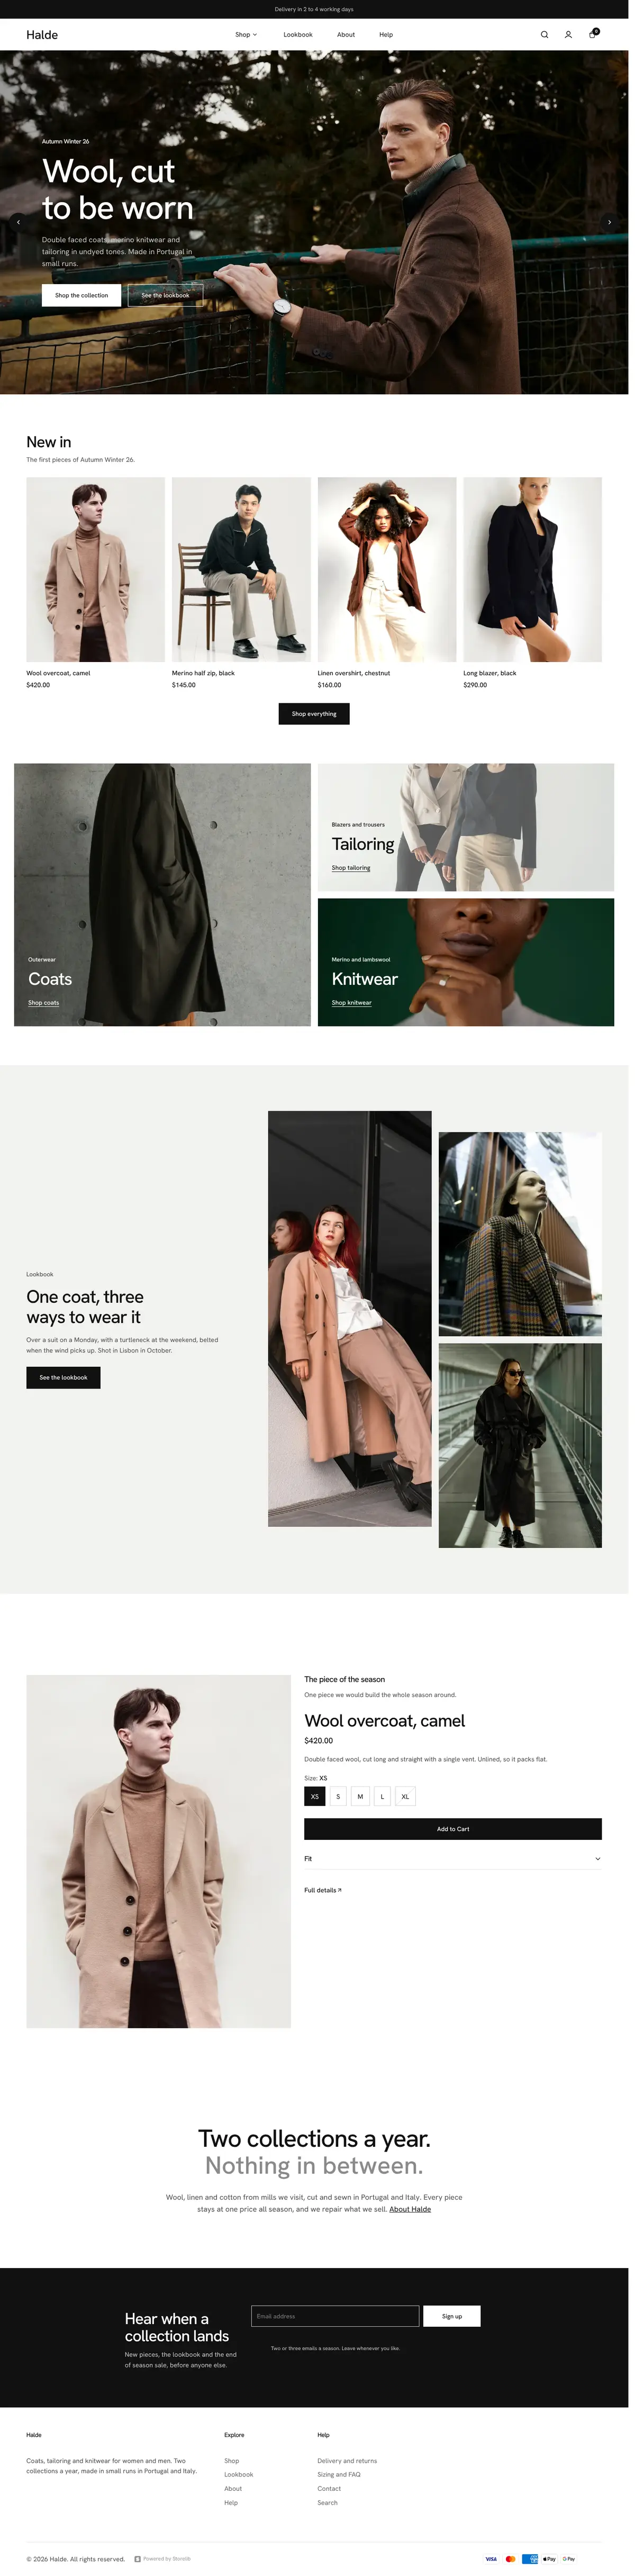 Delivery in 2 to 4 working days
Halde
Shop
Lookbook
About
Help
0
Autumn Winter 26
Wool, cut
to be worn
Double faced coats, merino knitwear and
tailoring in undyed tones. Made in Portugal in
small runs.
Shop the collection
See the lookbook
New in
The first pieces of Autumn Winter 26.
Wool overcoat, camel
$420.00
Merino half zip, black
$145.00
Linen overshirt, chestnut
$160.00
Long blazer, black
$290.00
Shop everything
Outerwear
Coats
Shop coats
Blazers and trousers
Tailoring
Shop tailoring
Merino and lambswool
Knitwear
Shop knitwear
Lookbook
One coat, three
ways to wear it
Over a suit on a Monday, with a turtleneck at the weekend, belted
when the wind picks up. Shot in Lisbon in October.
See the lookbook
The piece of the season
One piece we would build the whole season around.
Wool overcoat, camel
$420.00
Double faced wool, cut long and straight with a single vent. Unlined, so it packs flat.
Size: XS
XS
S
M
L
XL
Add to Cart
Fit
Full details
Two collections a year.
Nothing in between.
Wool, linen and cotton from mills we visit, cut and sewn in Portugal and Italy. Every piece
stays at one price all season, and we repair what we sell. About Halde
Hear when a
collection lands
New pieces, the lookbook and the end
of season sale, before anyone else.
Email address
Sign up
Two or three emails a season. Leave whenever you like.
Halde
Coats, tailoring and knitwear for women and men. Two
collections a year, made in small runs in Portugal and Italy.
Explore
Shop
Lookbook
About
Help
Help
Delivery and returns
Sizing and FAQ
Contact
Search
© 2026 Halde. All rights reserved.
Powered by
VISA
Pay
G Pay